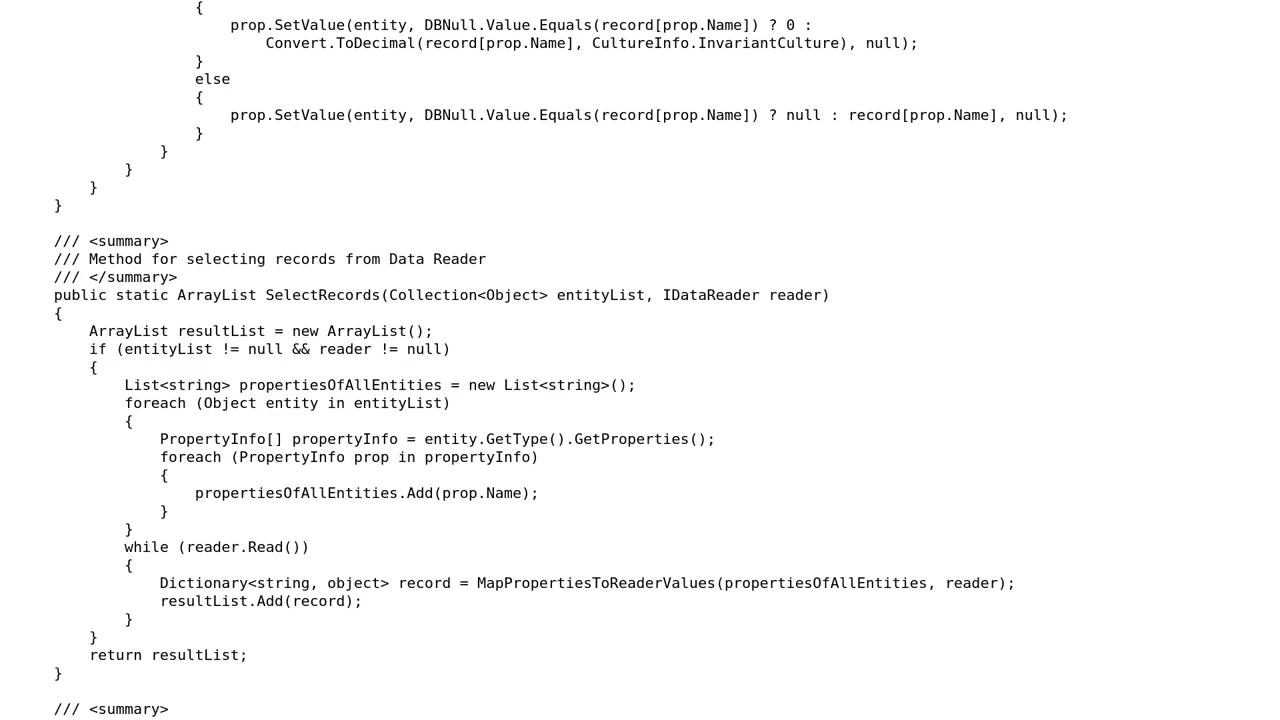 {
prop.SetValue(entity, DBNull.Value.Equals(record[prop.Name]) ? 0 :
Convert.ToDecimal(record[prop.Name], CultureInfo.InvariantCulture), null);
}
else
{
prop.SetValue(entity, DBNull.Value.Equals(record[prop.Name]) ? null : record[prop.Name], null);
}
}
}
}
}
/// <summary>
/// Method for selecting records from Data Reader
/// </summary>
public static ArrayList SelectRecords(Collection<Object> entityList, IDataReader reader)
{
ArrayList resultList = new ArrayList();
if (entityList != null && reader != null)
{
List<string> propertiesOfAllEntities = new List<string>();
foreach (Object entity in entityList)
{
PropertyInfo[] propertyInfo = entity.GetType().GetProperties();
foreach (PropertyInfo prop in propertyInfo)
{
propertiesOfAllEntities.Add(prop.Name);
}
}
while (reader.Read())
{
Dictionary<string, object> record = MapPropertiesToReaderValues(propertiesOfAllEntities, reader);
resultList.Add(record);
}
}
return resultList;
}
/// <summary>